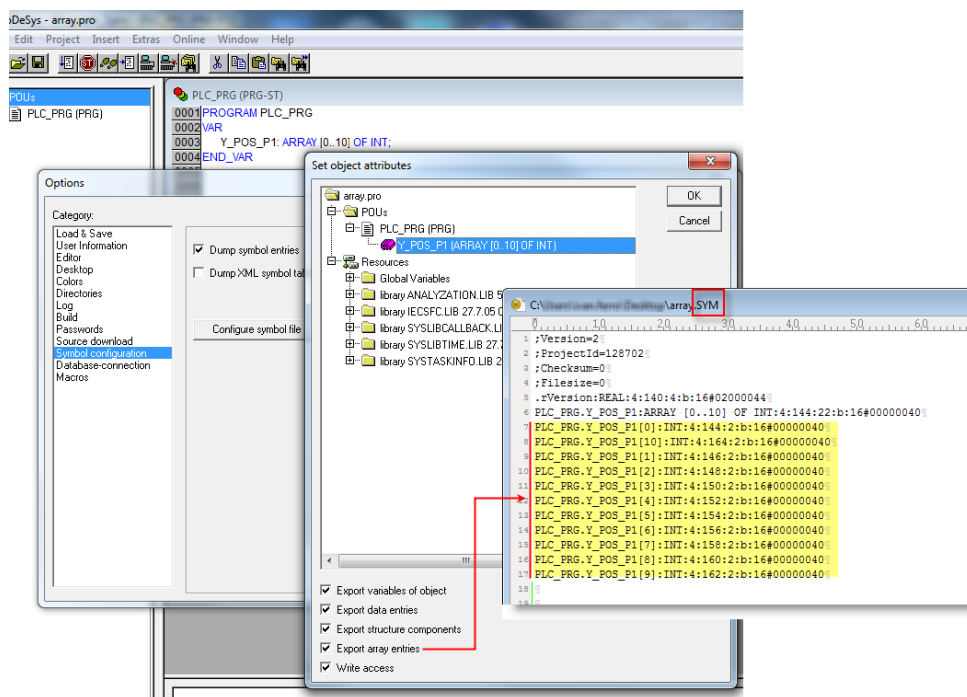 oDeSys - array.pro
Edit Project Insert Extras Online Window Help
POUs
PLC_PRG (PRG)
PLC_PRG (PRG-ST)
0001 PROGRAM PLC_PRG
0002 VAR
0003 Y_POS_P1: ARRAY [0..10] OF INT;
0004 END_VAR
Options
Category:
Load & Save
User Information
Editor
Desktop
Colors
Directories
Log
Build
Passwords
Source download
Symbol configuration
Database-connection
Macros
Dump symbol entries
Dump XML symbol tab
Configure symbol file
Set object attributes
array.pro
POUs
PLC_PRG (PRG)
Y_POS_P1 (ARRAY [0..10] OF INT)
Resources
Global Variables
library ANALYZATION.LIB 5
library IECSFC.LIB 27.7.05 0
library SYSLIBCALLBACK.LI
library SYSLIBTIME.LIB 27.7
library SYSTASKINFO.LIB 2
OK
Cancel
Export variables of object
Export data entries
Export structure components
Export array entries
Write access
C:\ \array.SYM
0 10 20 30 40 50 60
1 ;Version=2
2 ;ProjectId=128702
3 ;Checksum=0
4 ;Filesize=0
5 .rVersion:REAL:4:140:4:b:16#02000044
6 PLC_PRG.Y_POS_P1:ARRAY [0..10] OF INT:4:144:22:b:16#00000040
7 PLC_PRG.Y_POS_P1[0]:INT:4:144:2:b:16#00000040
8 PLC_PRG.Y_POS_P1[10]:INT:4:164:2:b:16#00000040
9 PLC_PRG.Y_POS_P1[1]:INT:4:146:2:b:16#00000040
10 PLC_PRG.Y_POS_P1[2]:INT:4:148:2:b:16#00000040
11 PLC_PRG.Y_POS_P1[3]:INT:4:150:2:b:16#00000040
12 PLC_PRG.Y_POS_P1[4]:INT:4:152:2:b:16#00000040
13 PLC_PRG.Y_POS_P1[5]:INT:4:154:2:b:16#00000040
14 PLC_PRG.Y_POS_P1[6]:INT:4:156:2:b:16#00000040
15 PLC_PRG.Y_POS_P1[7]:INT:4:158:2:b:16#00000040
16 PLC_PRG.Y_POS_P1[8]:INT:4:160:2:b:16#00000040
17 PLC_PRG.Y_POS_P1[9]:INT:4:162:2:b:16#00000040
18
19